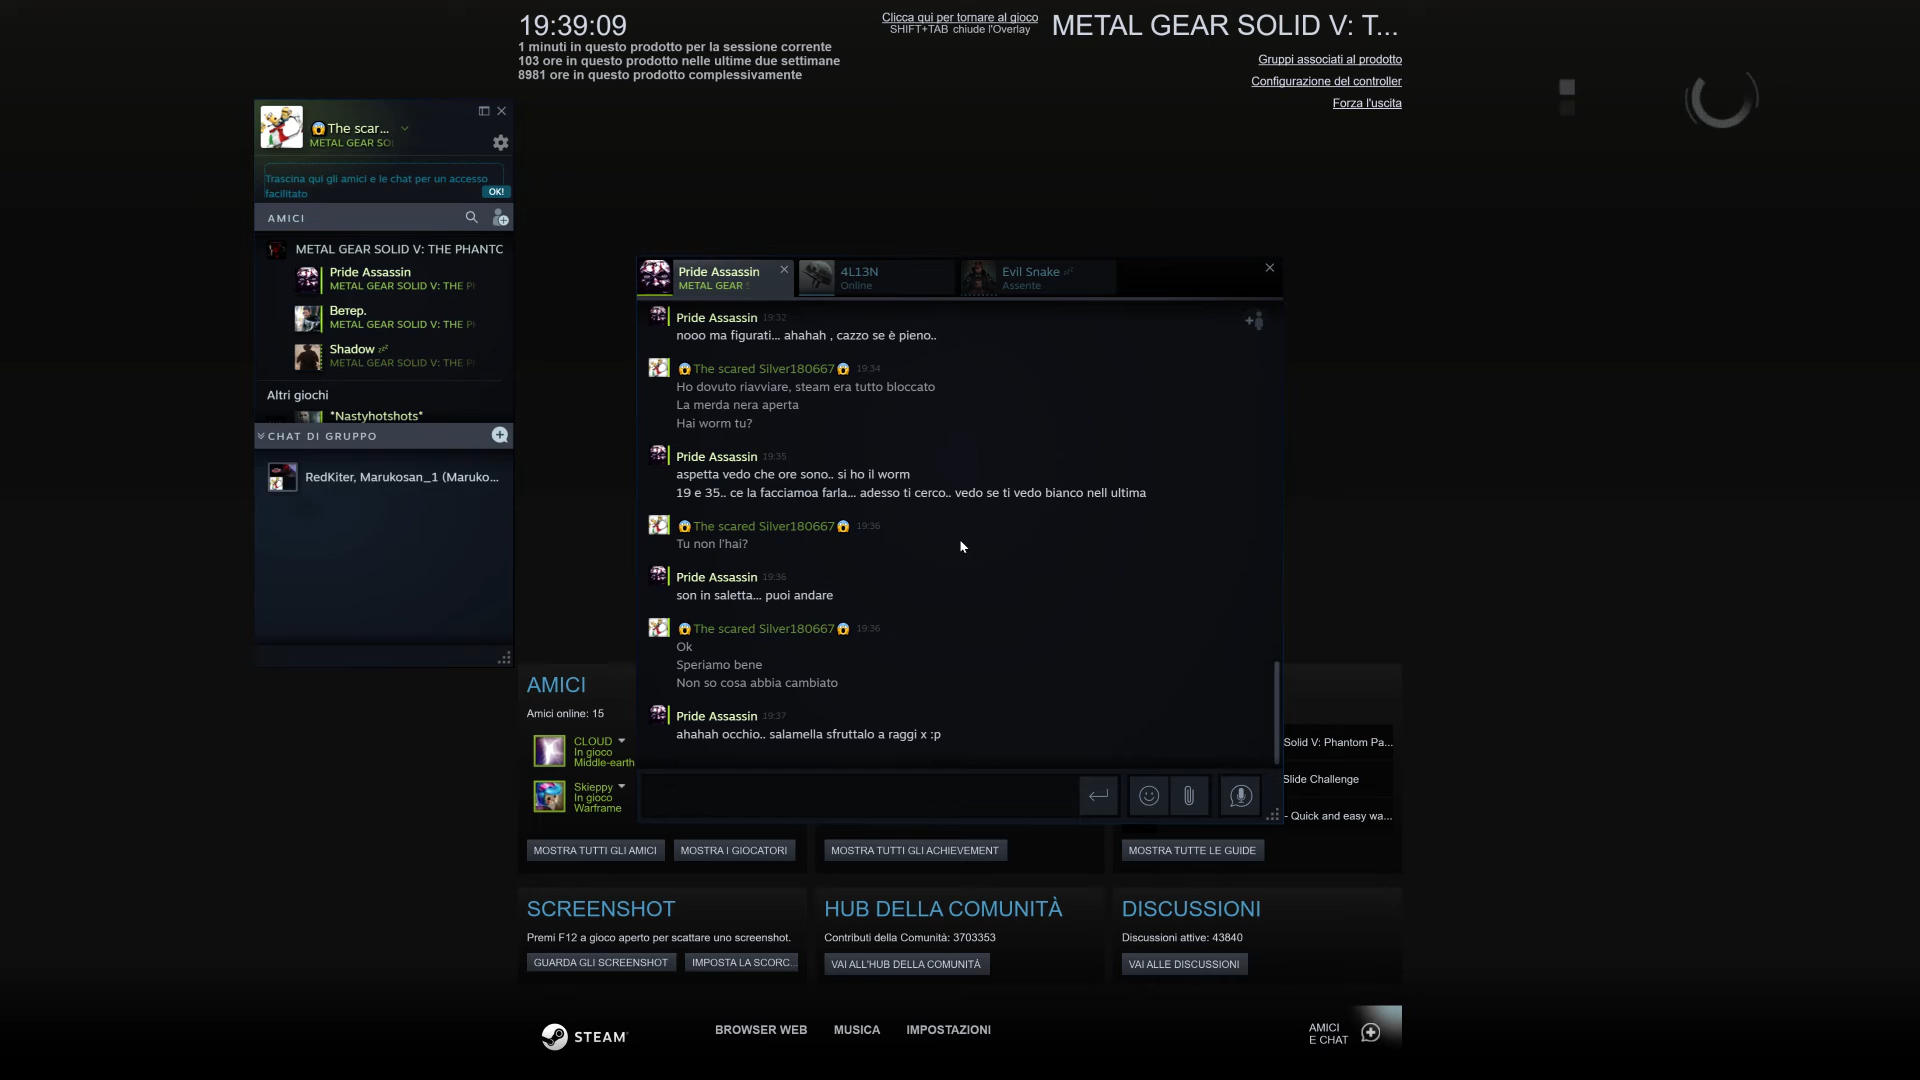 19:39:09
1 minuti in questo prodotto per la sessione corrente
103 ore in questo prodotto nelle ultime due settimane
8981 ore in questo prodotto complessivamente
Clicca qui per tornare al gioco
SHIFT+TAB chiude l'Overlay
METAL GEAR SOLID V: T...
Gruppi associati al prodotto
Configurazione del controller
Forza l'uscita
😱The scar...
METAL GEAR SO
Trascina qui gli amici e le chat per un accesso
facilitato
OK!
AMICI
METAL GEAR SOLID V: THE PHANTC
Pride Assassin
METAL GEAR SOLID V: THE P
Ветер.
METAL GEAR SOLID V: THE P
Shadow zzz
METAL GEAR SOLID V: THE P
Altri giochi
*Nastyhotshots*
CHAT DI GRUPPO
RedKiter, Marukosan_1 (Maruko...
Pride Assassin
METAL GEAR S
4L13N
Online
Evil Snake zzz
Assente
Pride Assassin 19:32
nooo ma figurati... ahahah , cazzo se è pieno..
😱The scared Silver180667😱 19:34
Ho dovuto riavviare, steam era tutto bloccato
La merda nera aperta
Hai worm tu?
Pride Assassin 19:35
aspetta vedo che ore sono.. si ho il worm
19 e 35.. ce la facciamoa farla... adesso ti cerco.. vedo se ti vedo bianco nell ultima
😱The scared Silver180667😱 19:36
Tu non l'hai?
Pride Assassin 19:36
son in saletta... puoi andare
😱The scared Silver180667😱 19:36
Ok
Speriamo bene
Non so cosa abbia cambiato
Pride Assassin 19:37
ahahah occhio.. salamella sfruttalo a raggi x :p
AMICI
Amici online: 15
CLOUD
In gioco
Middle-earth
Skieppy
In gioco
Warframe
MOSTRA TUTTI GLI AMICI
MOSTRA I GIOCATORI
MOSTRA TUTTI GLI ACHIEVEMENT
Solid V: Phantom Pa...
Slide Challenge
- Quick and easy wa...
MOSTRA TUTTE LE GUIDE
SCREENSHOT
Premi F12 a gioco aperto per scattare uno screenshot.
GUARDA GLI SCREENSHOT
IMPOSTA LA SCORC...
HUB DELLA COMUNITÀ
Contributi della Comunità: 3703353
VAI ALL'HUB DELLA COMUNITÀ
DISCUSSIONI
Discussioni attive: 43840
VAI ALLE DISCUSSIONI
STEAM
BROWSER WEB
MUSICA
IMPOSTAZIONI
AMICI
E CHAT